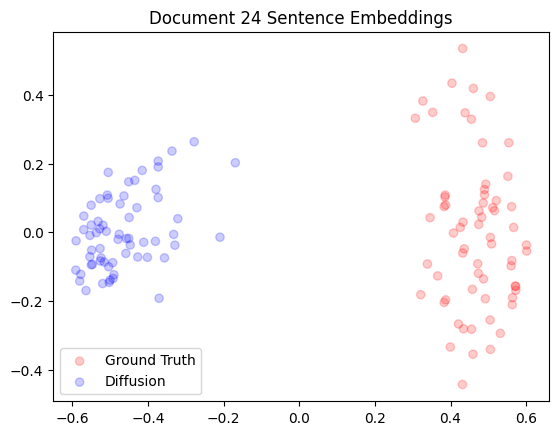 Document 24 Sentence Embeddings
0.4
0.2
0.0
−0.2
−0.4
Ground Truth
Diffusion
−0.6 −0.4 −0.2 0.0 0.2 0.4 0.6